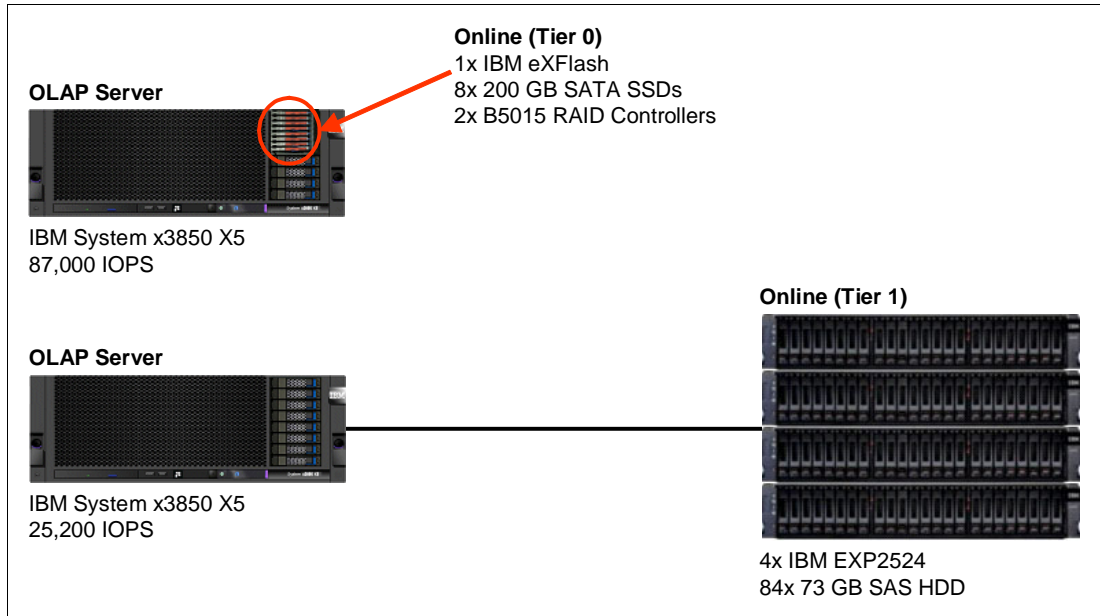 Online (Tier 0)
1x IBM eXFlash
8x 200 GB SATA SSDs
2x B5015 RAID Controllers
OLAP Server
IBM System x3850 X5
87,000 IOPS
Online (Tier 1)
OLAP Server
IBM
IBM System x3850 X5
25,200 IOPS
4x IBM EXP2524
84x 73 GB SAS HDD